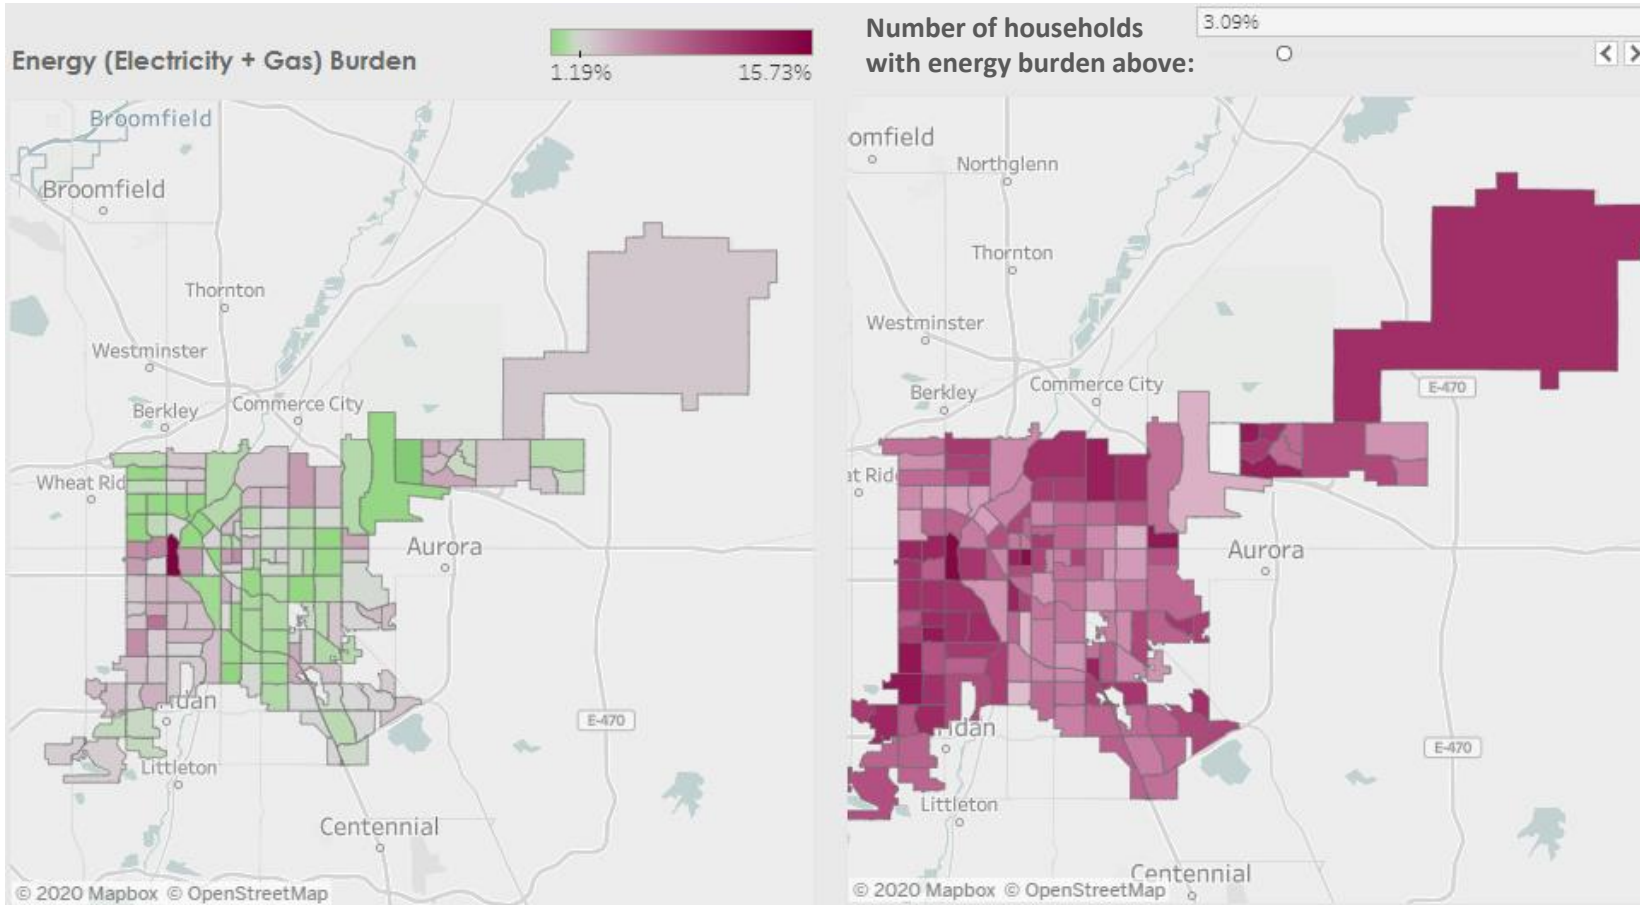 Energy (Electricity + Gas) Burden
1.19%
15.73%
Number of households
with energy burden above:
3.09%
Broomfield
Broomfield
Thornton
Westminster
Berkley
Commerce City
Wheat Rid
Aurora
idan
E-470
Littleton
Centennial
© 2020 Mapbox © OpenStreetMap
omfield
Northglenn
Thornton
Westminster
E-470
Commerce City
Berkley
at Rid
Aurora
idan
E-470
Littleton
Centennial
© 2020 Mapbox © OpenStreetMap